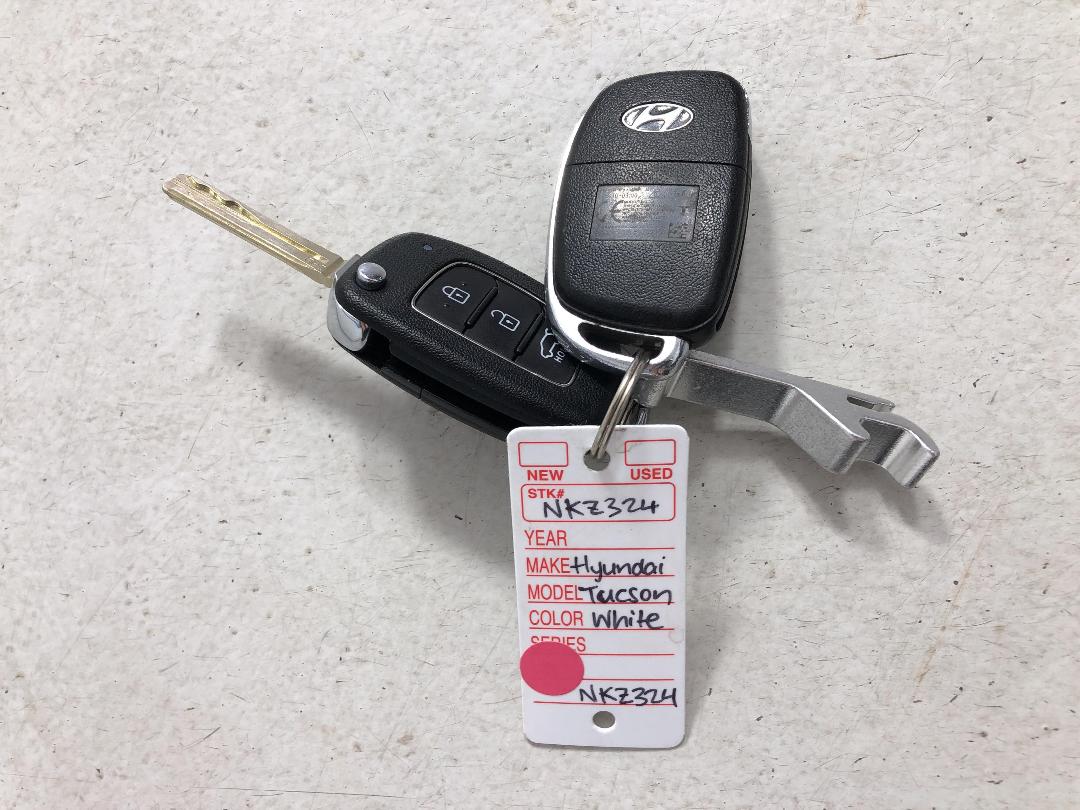 NEW USED
STK# NKZ324
YEAR
MAKE Hyundai
MODEL Tucson
COLOR White
SERIES
NKZ324